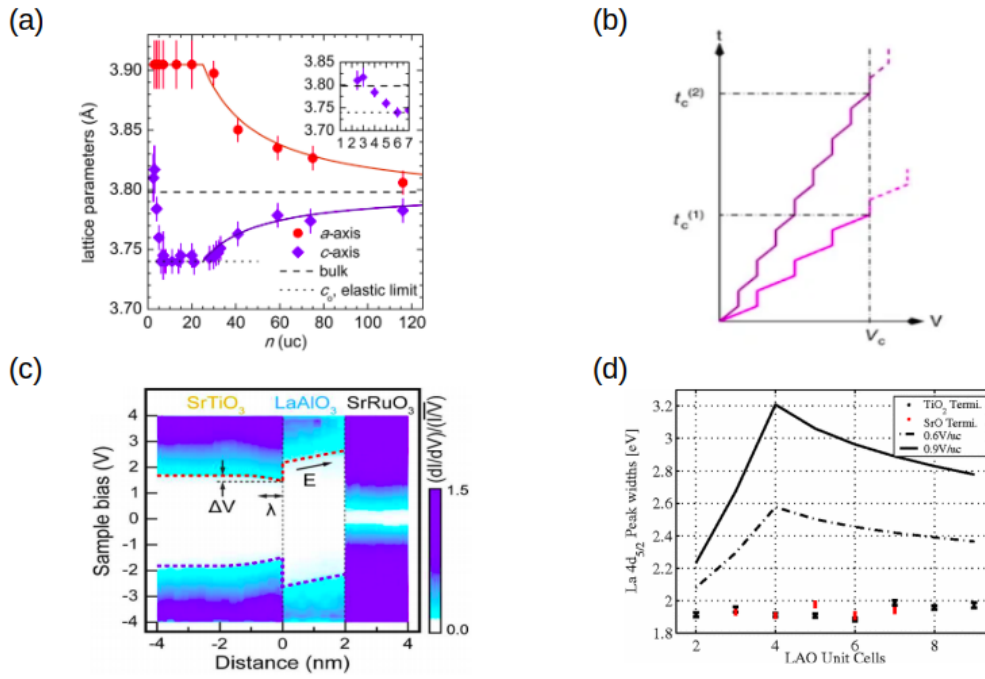 (a)
lattice parameters (Å)
3.90
3.85
3.80
3.75
3.70
3.85
3.80
3.75
3.70
1 2 3 4 5 6 7
a-axis
c-axis
bulk
c₀, elastic limit
0 20 40 60 80 100 120
n (uc)
(b)
t
t_c^(2)
t_c^(1)
V_c
V
(c)
SrTiO₃ LaAlO₃ SrRuO₃
Sample bias (V)
4
3
2
1
0
-1
-2
-3
-4
ΔV
λ
E
-4 -2 0 2 4
Distance (nm)
(dI/dV)/(I/V)
1.5
0.0
(d)
La 4d₅/₂ Peak widths [eV]
3.2
3
2.8
2.6
2.4
2.2
2
1.8
TiO₂ Termi.
SrO Termi.
0.6V/uc
0.9V/uc
2 4 6 8
LAO Unit Cells